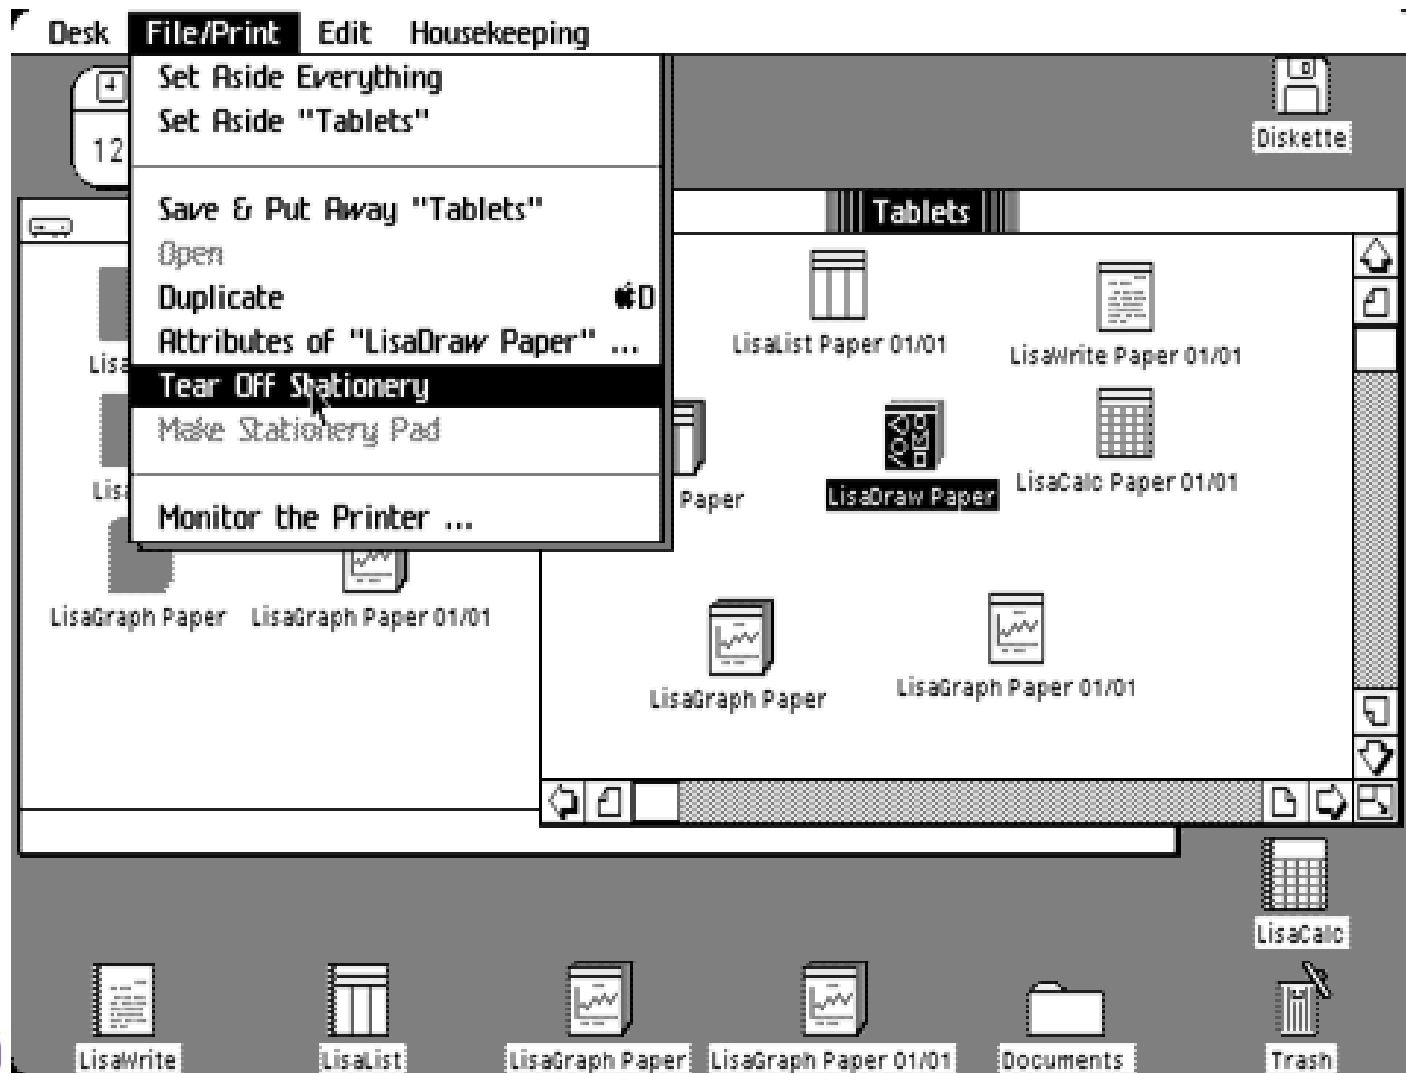 Desk File/Print Edit Housekeeping
Set Aside Everything
Set Aside "Tablets"
Save & Put Away "Tablets"
Open
Duplicate D
Attributes of "LisaDraw Paper" ...
Tear Off Stationery
Make Stationery Pad
Monitor the Printer ...
12
Diskette
Tablets
Lisa
LisaList Paper 01/01
LisaWrite Paper 01/01
Lis
Paper
LisaDraw Paper
LisaCalc Paper 01/01
LisaGraph Paper
LisaGraph Paper 01/01
LisaGraph Paper
LisaGraph Paper 01/01
LisaCalc
LisaWrite
LisaList
LisaGraph Paper
LisaGraph Paper 01/01
Documents
Trash